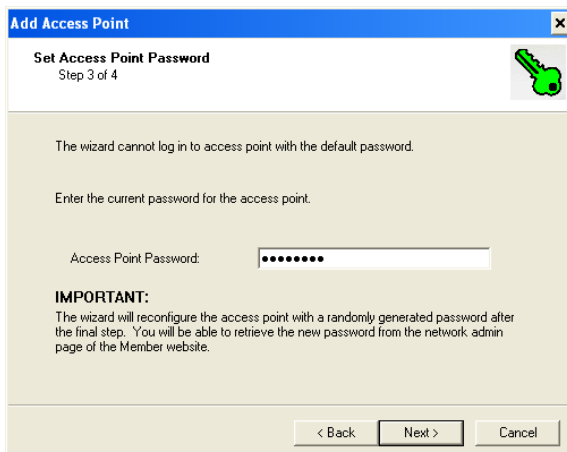 Add Access Point
Set Access Point Password
Step 3 of 4
The wizard cannot log in to access point with the default password.
Enter the current password for the access point.
Access Point Password:
IMPORTANT:
The wizard will reconfigure the access point with a randomly generated password after
the final step. You will be able to retrieve the new password from the network admin
page of the Member website.
< Back Next > Cancel